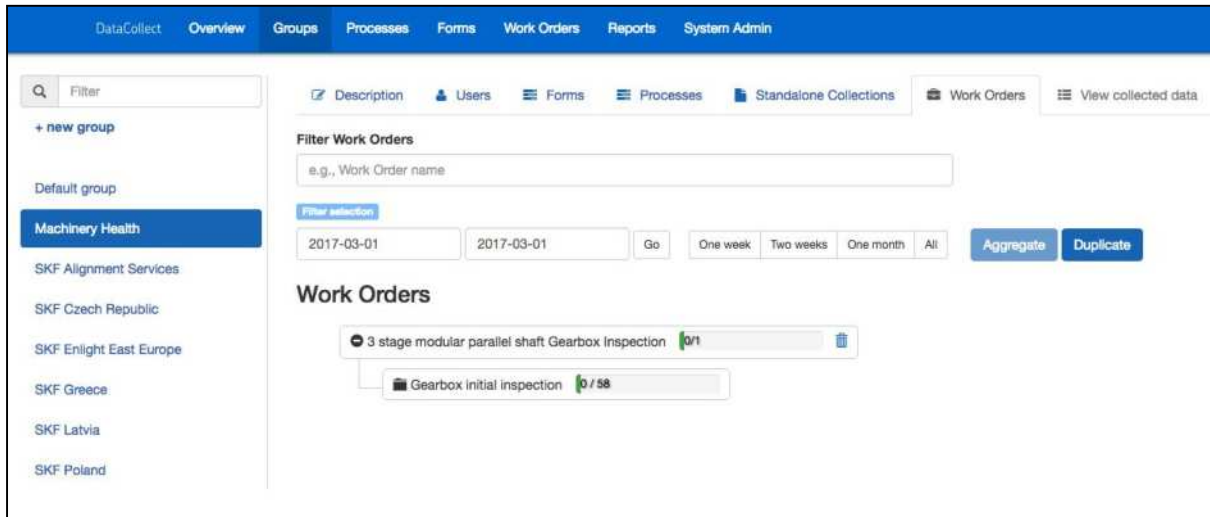 DataCollect Overview Groups Processes Forms Work Orders Reports System Admin
Filter
+ new group
Default group
Machinery Health
SKF Alignment Services
SKF Czech Republic
SKF Enlight East Europe
SKF Greece
SKF Latvia
SKF Poland
Description Users Forms Processes Standalone Collections Work Orders View collected data
Filter Work Orders
e.g., Work Order name
Filter selection
2017-03-01 2017-03-01 Go One week Two weeks One month All Aggregate Duplicate
Work Orders
3 stage modular parallel shaft Gearbox Inspection 0/1
Gearbox initial inspection 0 / 58